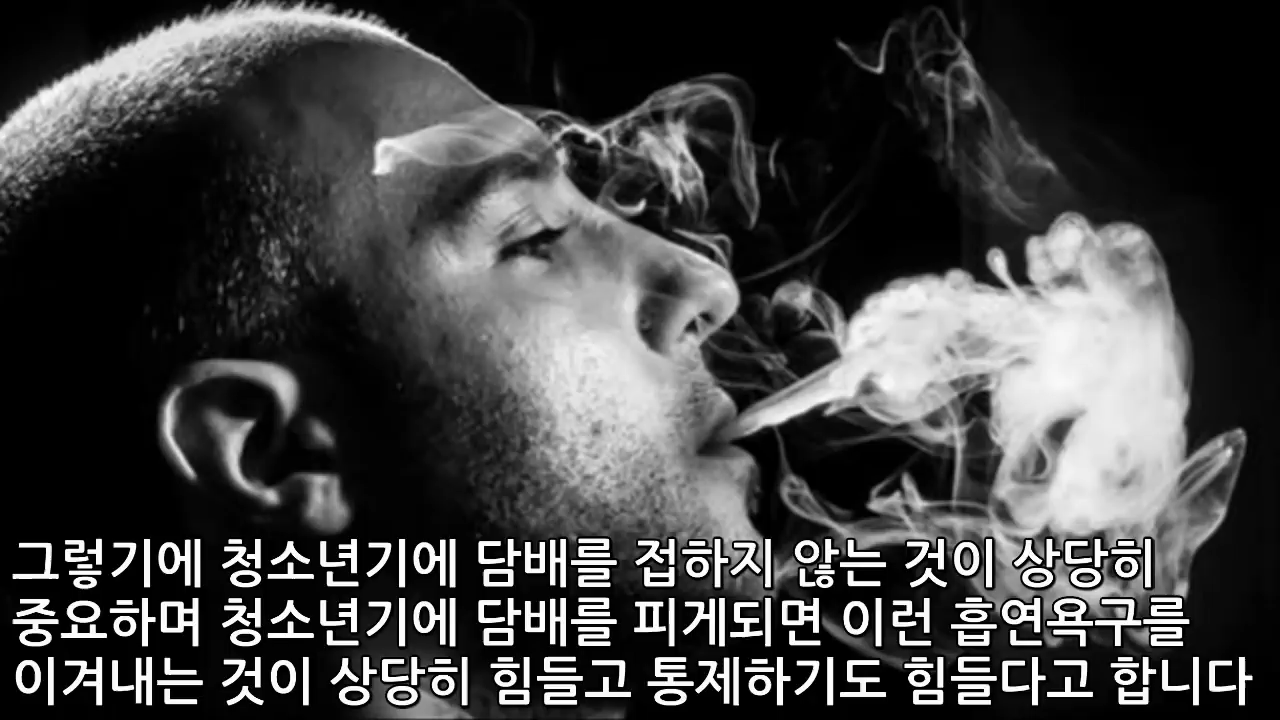 그렇기에 청소년기에 담배를 접하지 않는 것이 상당히
중요하며 청소년기에 담배를 피게되면 이런 흡연욕구를
이겨내는 것이 상당히 힘들고 통제하기도 힘들다고 합니다